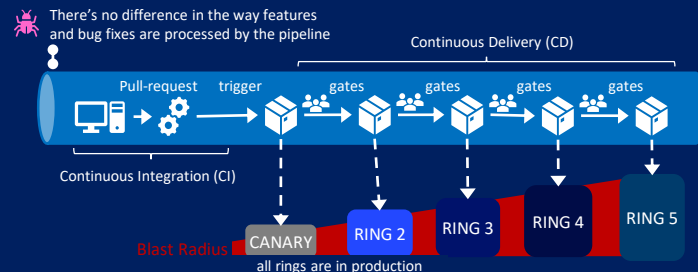 There's no difference in the way features
and bug fixes are processed by the pipeline
Continuous Delivery (CD)
Pull-request
trigger
gates
gates
gates
gates
Continuous Integration (CI)
Blast Radius
CANARY
RING 2
RING 3
RING 4
RING 5
all rings are in production